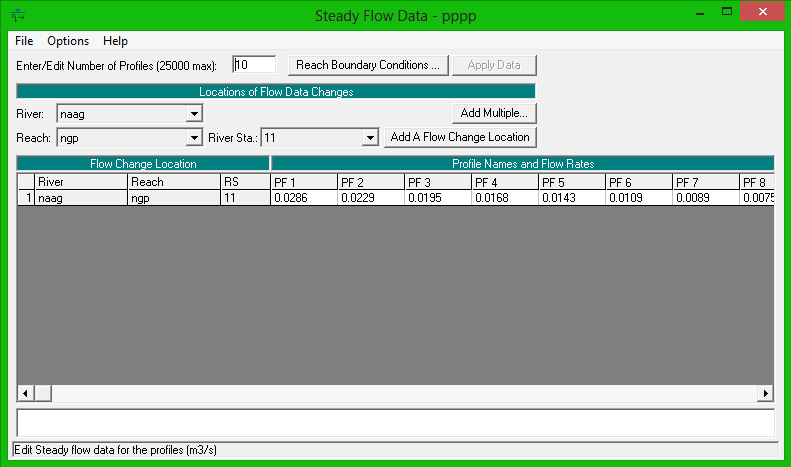 Steady Flow Data - pppp
File Options Help
Enter/Edit Number of Profiles (25000 max): 10 Reach Boundary Conditions ... Apply Data
Locations of Flow Data Changes
River: naag Add Multiple...
Reach: ngp River Sta.: 11 Add A Flow Change Location
Flow Change Location Profile Names and Flow Rates
River Reach RS PF 1 PF 2 PF 3 PF 4 PF 5 PF 6 PF 7 PF 8
1 naag ngp 11 0.0286 0.0229 0.0195 0.0168 0.0143 0.0109 0.0089 0.0075
Edit Steady flow data for the profiles (m3/s)